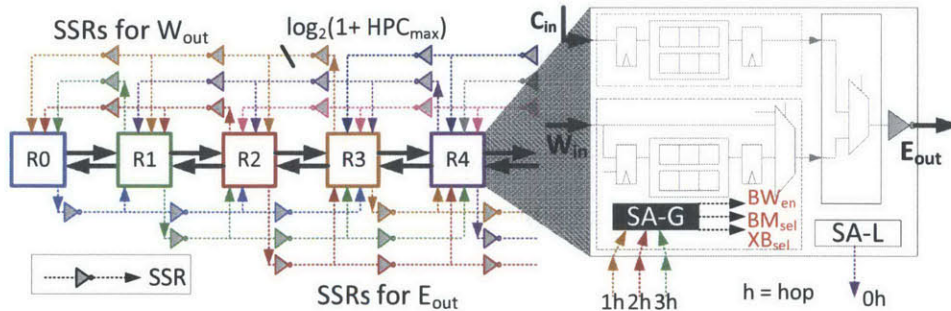 SSRs for Wout
log2(1+ HPCmax)
R0 R1 R2 R3 R4
SSR
SSRs for Eout
Cin
Win
Eout
SA-G
BWen
BMsel
XBsel
SA-L
1h 2h 3h
h = hop
0h